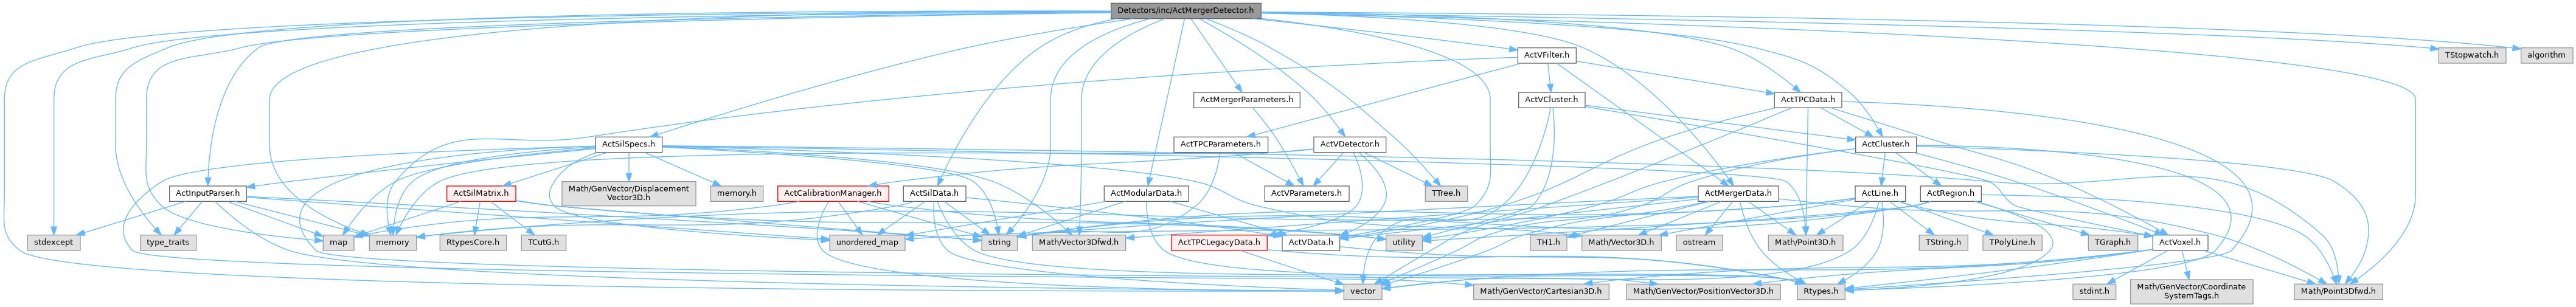 Detectors/inc/ActMergerDetector.h
ActVFilter.h
TStopwatch.h
algorithm
ActMergerParameters.h
ActVCluster.h
ActTPCData.h
ActSilSpecs.h
ActTPCParameters.h
ActVDetector.h
ActCluster.h
ActInputParser.h
ActSilMatrix.h
Math/GenVector/Displacement
Vector3D.h
memory.h
ActCalibrationManager.h
ActSilData.h
ActModularData.h
ActVParameters.h
TTree.h
ActMergerData.h
ActLine.h
ActRegion.h
stdexcept
type_traits
map
memory
RtypesCore.h
TCutG.h
unordered_map
string
Math/Vector3Dfwd.h
ActTPCLegacyData.h
ActVData.h
utility
TH1.h
Math/Vector3D.h
ostream
Math/Point3D.h
TString.h
TPolyLine.h
TGraph.h
ActVoxel.h
vector
Math/GenVector/Cartesian3D.h
Math/GenVector/PositionVector3D.h
Rtypes.h
stdint.h
Math/GenVector/Coordinate
SystemTags.h
Math/Point3Dfwd.h